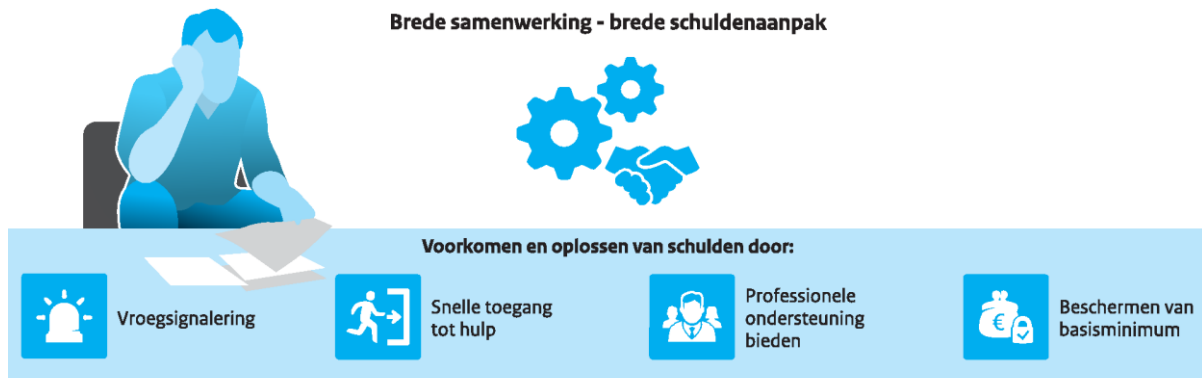 Brede samenwerking - brede schuldenaanpak
Voorkomen en oplossen van schulden door:
Vroegsignalering
Snelle toegang
tot hulp
Professionele
ondersteuning
bieden
€
Beschermen van
basisminimum